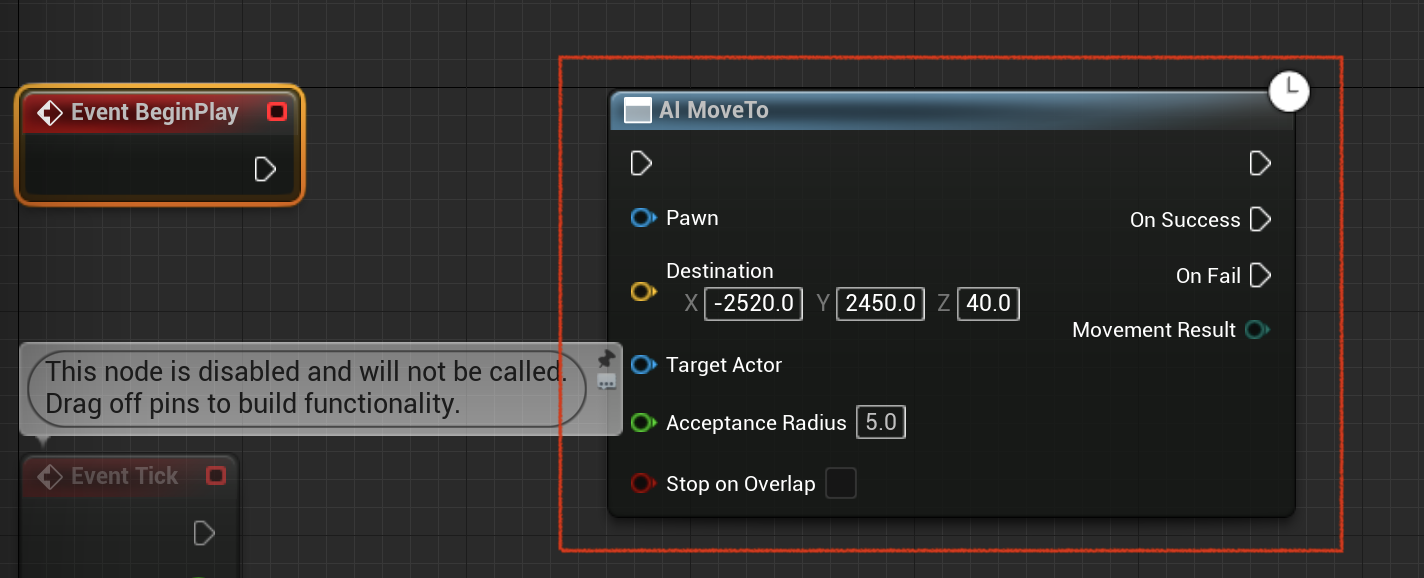 Event BeginPlay
AI MoveTo
Pawn
On Success
Destination
X -2520.0 Y 2450.0 Z 40.0
On Fail
Movement Result
Target Actor
Acceptance Radius 5.0
Stop on Overlap
This node is disabled and will not be called.
Drag off pins to build functionality.
Event Tick